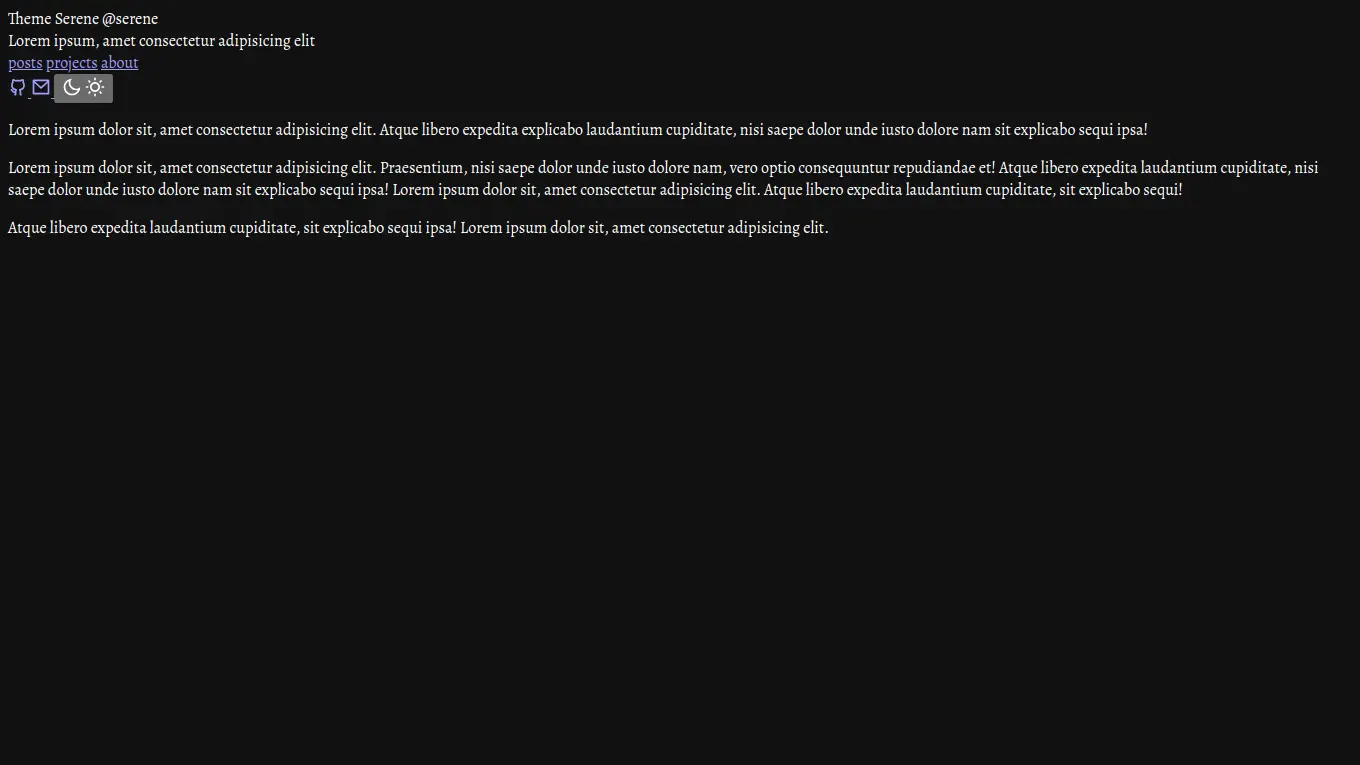 Theme Serene @serene
Lorem ipsum, amet consectetur adipisicing elit
posts projects about
Lorem ipsum dolor sit, amet consectetur adipisicing elit. Atque libero expedita explicabo laudantium cupiditate, nisi saepe dolor unde iusto dolore nam sit explicabo sequi ipsa!
Lorem ipsum dolor sit, amet consectetur adipisicing elit. Praesentium, nisi saepe dolor unde iusto dolore nam, vero optio consequuntur repudiandae et! Atque libero expedita laudantium cupiditate, nisi
saepe dolor unde iusto dolore nam sit explicabo sequi ipsa! Lorem ipsum dolor sit, amet consectetur adipisicing elit. Atque libero expedita laudantium cupiditate, sit explicabo sequi!
Atque libero expedita laudantium cupiditate, sit explicabo sequi ipsa! Lorem ipsum dolor sit, amet consectetur adipisicing elit.